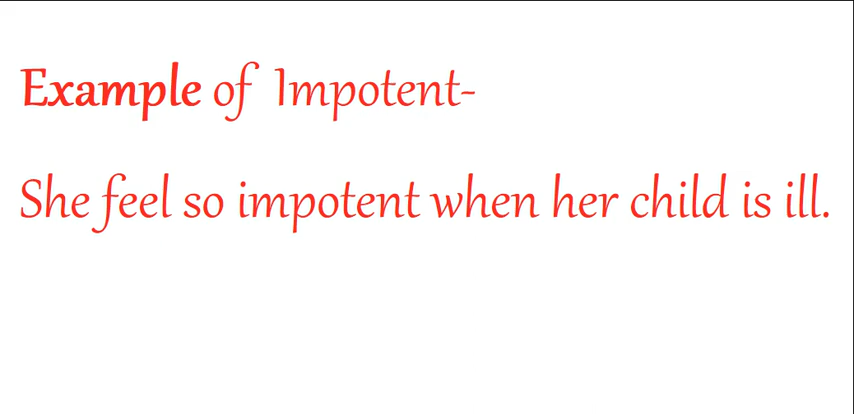 Example of Impotent-
She feel so impotent when her child is ill.